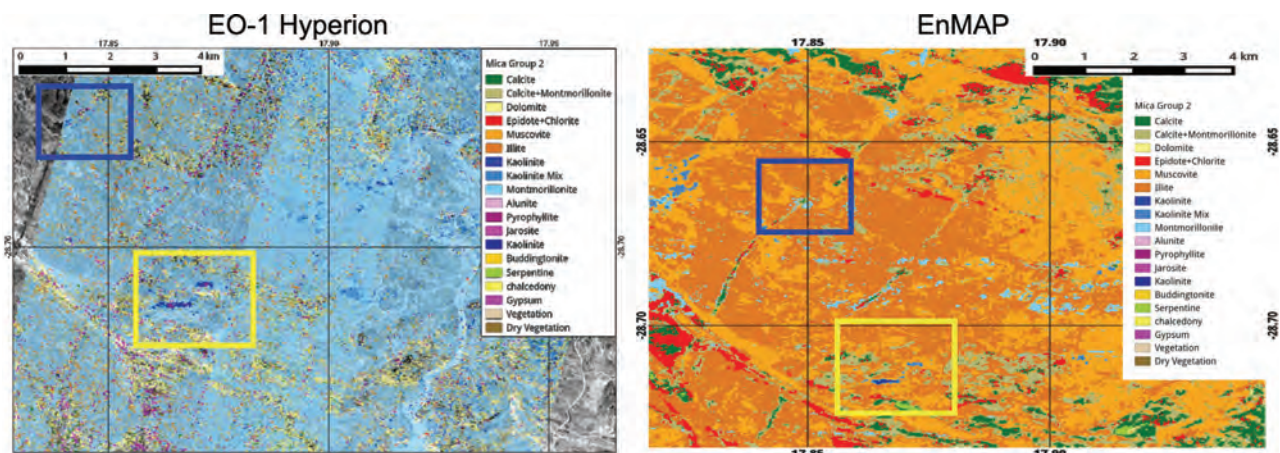 EO-1 Hyperion
EnMAP
17.85
17.90
17.95
0 1 2 3 4 km
Mica Group 2
Calcite
Calcite+Montmorillonite
Dolomite
Epidote+Chlorite
Muscovite
Illite
Kaolinite
Kaolinite Mix
Montmorillonite
Alunite
Pyrophyllite
Jarosite
Kaolinite
Buddingtonite
Serpentine
chalcedony
Gypsum
Vegetation
Dry Vegetation
-28.70
-28.70
17.85
17.90
0 1 2 3 4 km
Mica Group 2
Calcite
Calcite+Montmorillonite
Dolomite
Epidote+Chlorite
Muscovite
Illite
Kaolinite
Kaolinite Mix
Montmorillonite
Alunite
Pyrophyllite
Jarosite
Kaolinite
Buddingtonite
Serpentine
chalcedony
Gypsum
Vegetation
Dry Vegetation
-28.65
-28.65
-28.70
-28.70
17.85
17.90